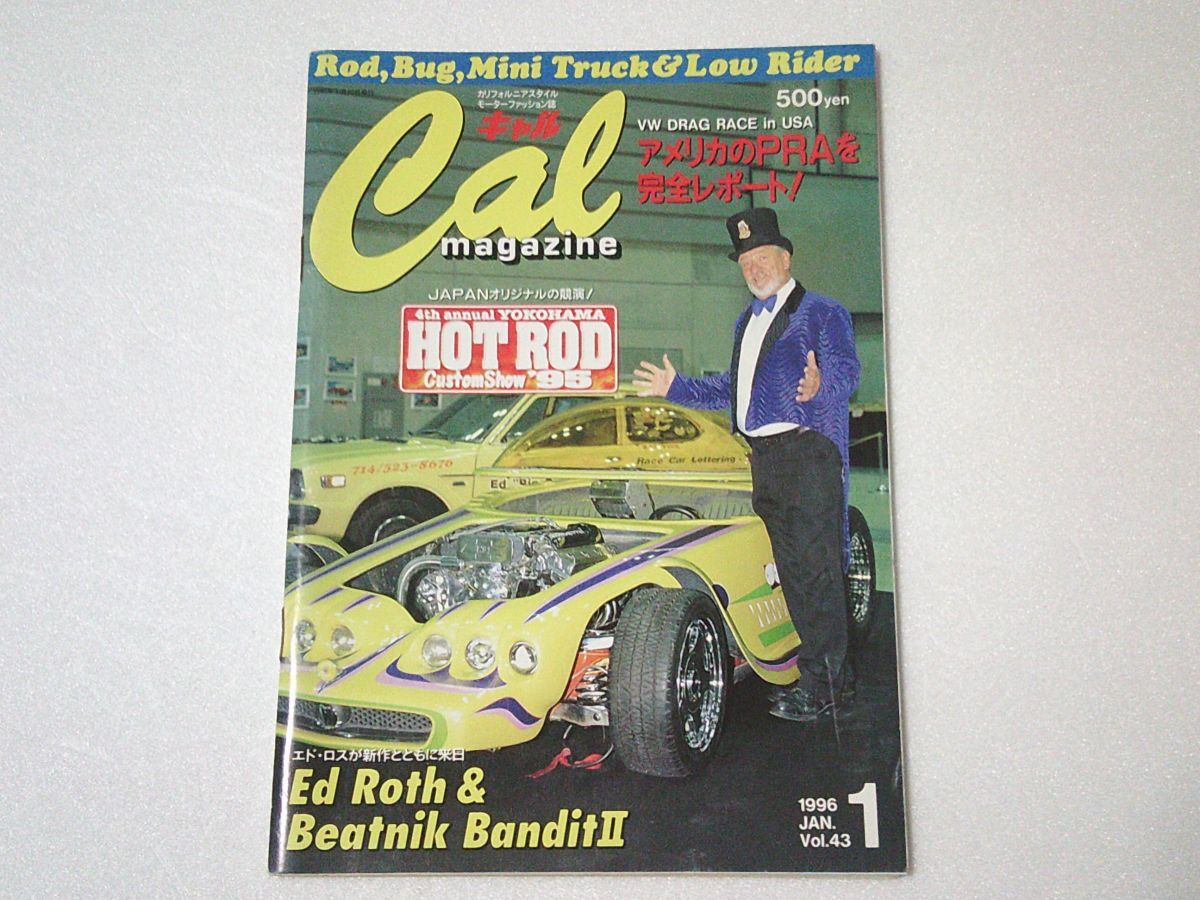 Rod, Bug, Mini Truck & Low Rider
カリフォルニアスタイル
モーターファッション誌
キャル
Cal
magazine
500yen
VW DRAG RACE in USA
アメリカのPRAを
完全レポート!
JAPANオリジナルの競演!
4th annual YOKOHAMA
HOT ROD
Custom Show '95
714/523-8676
Race Car Lettering
Ed "Big
エド・ロスが新作とともに来日
Ed Roth &
Beatnik Bandit II
1996
JAN.
Vol.43
1